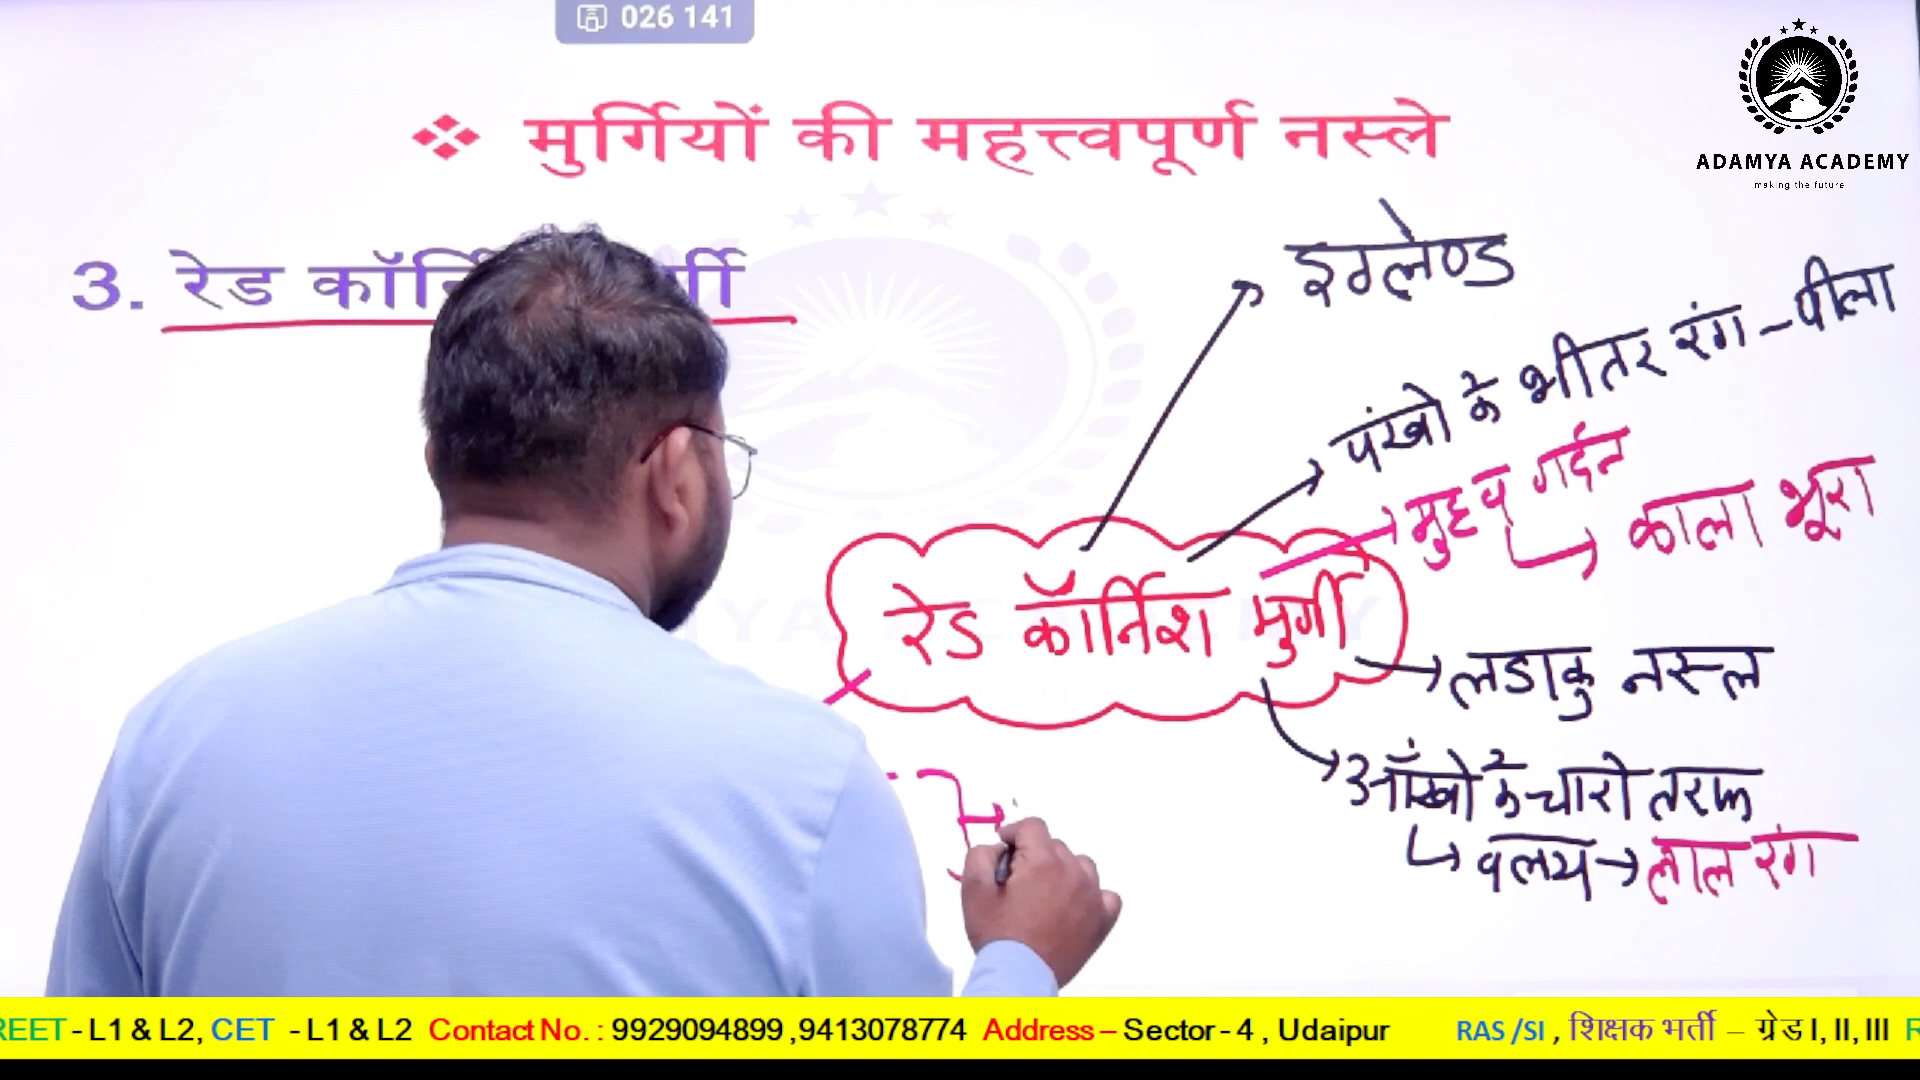 026 141
❖ मुर्गियों की महत्त्वपूर्ण नस्ले
ADAMYA ACADEMY
making the future
3. रेड
इग्लेण्ड
पंखो के भीतर रंग – पीला
मुह व गर्दन
काला भूरा
रेड कॉर्निश मुर्गी
लडाकु नस्ल
आँखो के चारो तरफ
वलय → लाल रंग
REET - L1 & L2, CET - L1 & L2 Contact No. : 9929094899 ,9413078774 Address – Sector - 4 , Udaipur RAS /SI , शिक्षक भर्ती – ग्रेड I, II, III